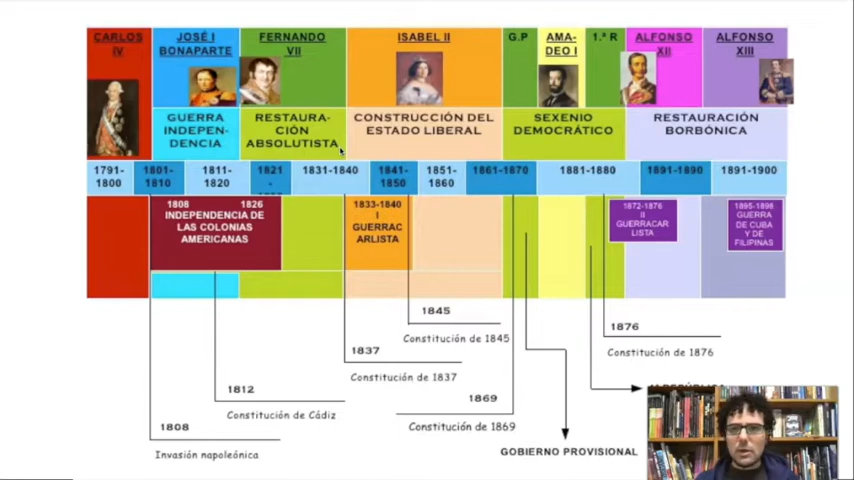 CARLOS
IV
JOSÉ I
BONAPARTE
FERNANDO
VII
ISABEL II
G.P
AMA-
DEO I
1.ª R
ALFONSO
XII
ALFONSO
XIII
GUERRA
INDEPEN-
DENCIA
RESTAURA-
CIÓN
ABSOLUTISTA
CONSTRUCCIÓN DEL
ESTADO LIBERAL
SEXENIO
DEMOCRÁTICO
RESTAURACIÓN
BORBÓNICA
1791-
1800
1801-
1810
1811-
1820
1821
-
1831-1840
1841-
1850
1851-
1860
1861-1870
1881-1880
1891-1890
1891-1900
1808 1826
INDEPENDENCIA DE
LAS COLONIAS
AMERICANAS
1833-1840
I
GUERRAC
ARLISTA
1872-1876
II
GUERRACAR
LISTA
1895-1898
GUERRA
DE CUBA
Y DE
FILIPINAS
1845
Constitución de 1845
1876
Constitución de 1876
1837
Constitución de 1837
1812
Constitución de Cádiz
1869
Constitución de 1869
1808
Invasión napoleónica
GOBIERNO PROVISIONAL